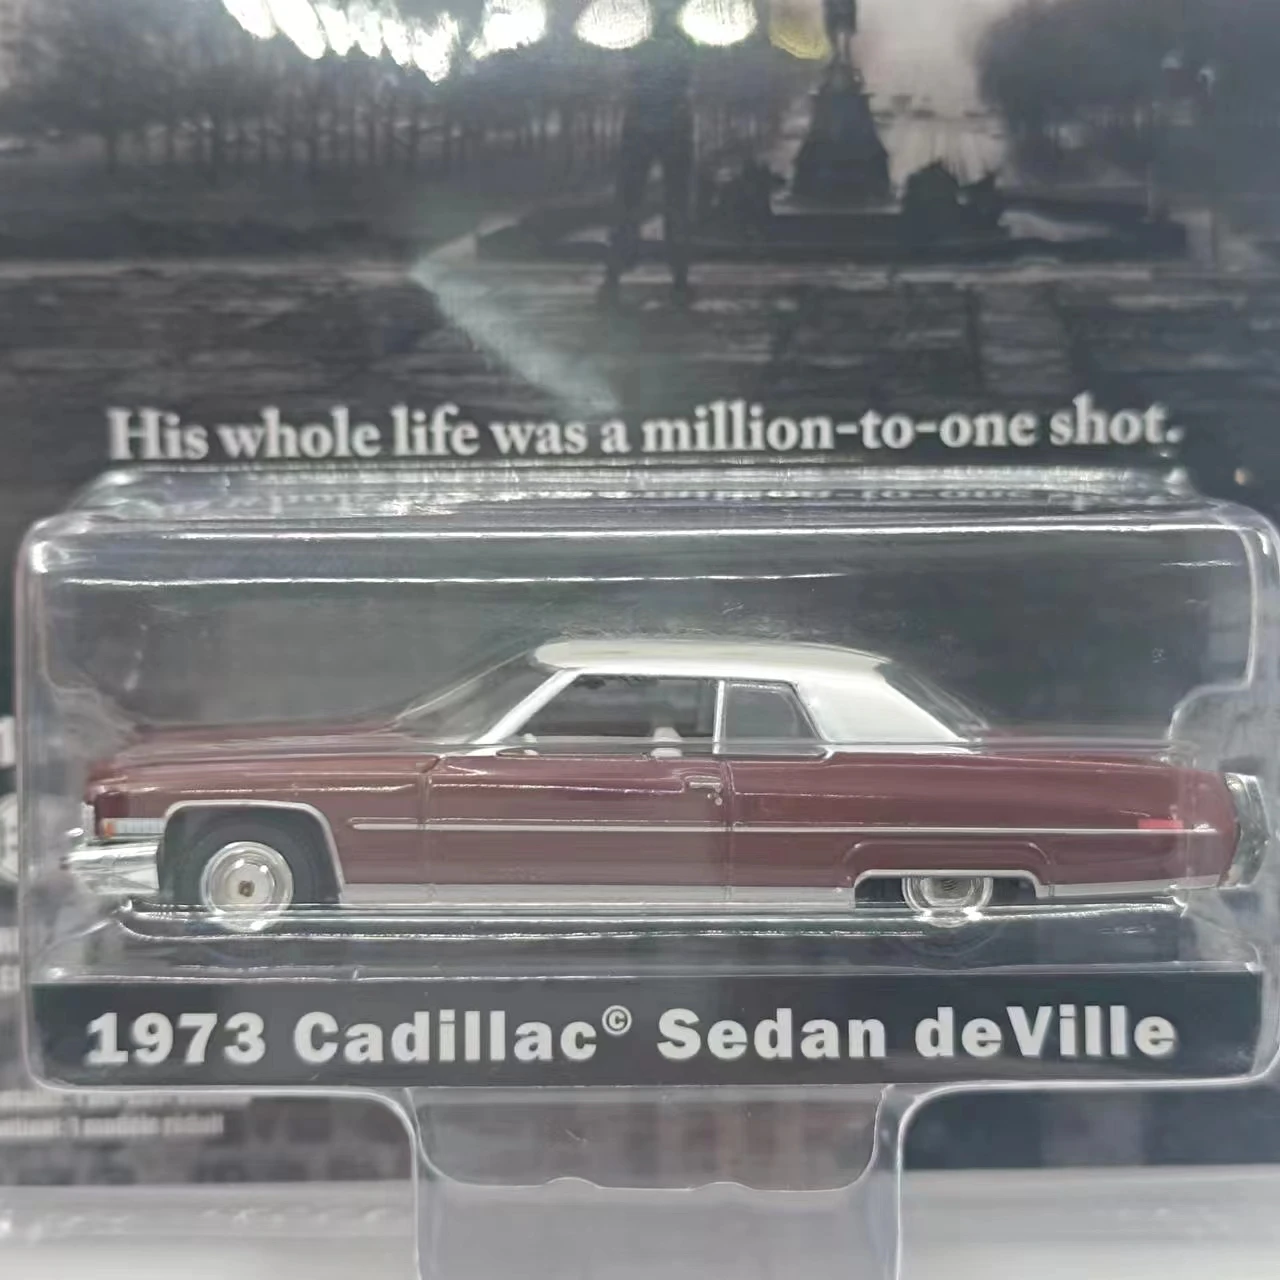 His whole life was a million-to-one shot.
1973 Cadillac© Sedan deVille